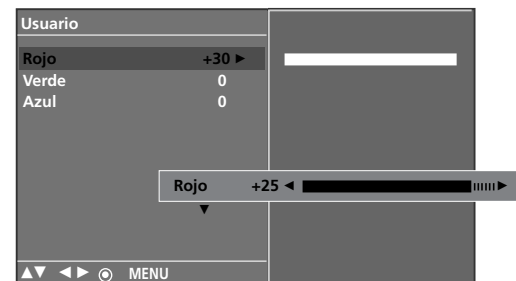 Usuario
Rojo +30 ►
Verde 0
Azul 0
Rojo +25 ◄ ►
▼
▲▼ ◄► ◉ MENU